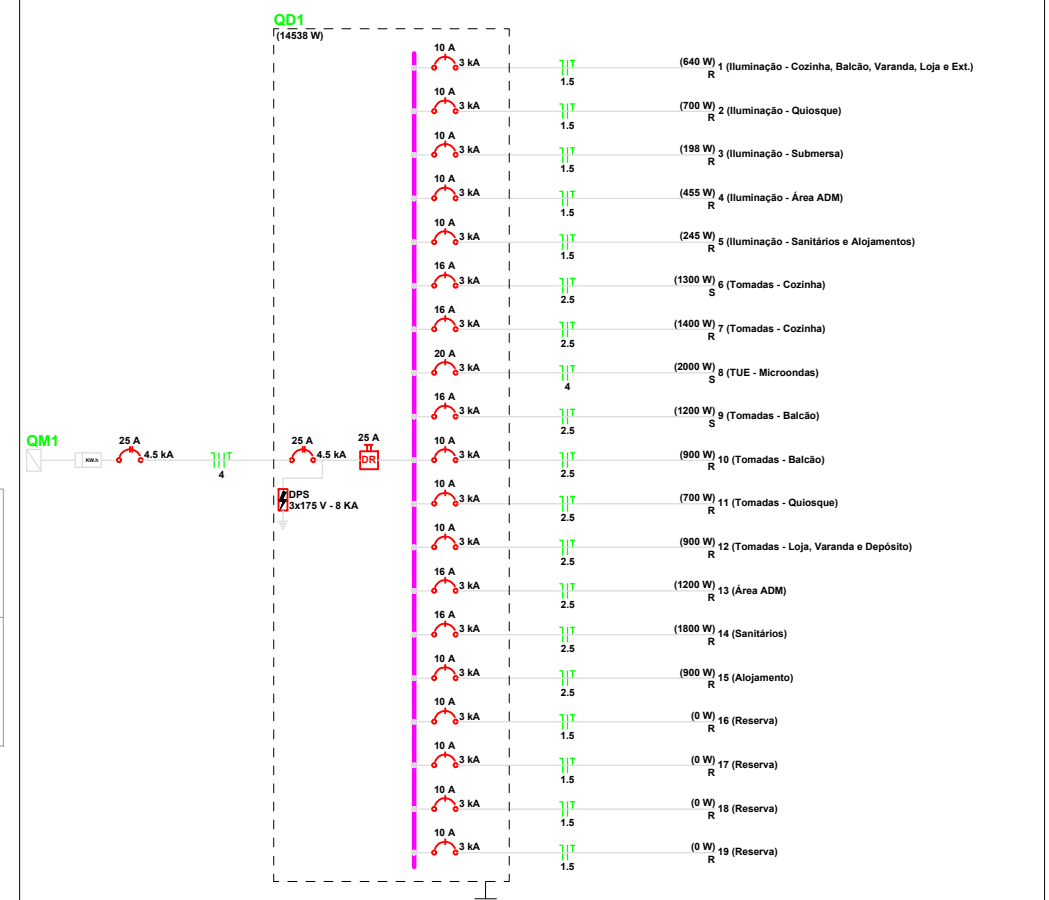 QD1
(14538 W)
10 A
3 kA
1.5
(640 W)
R
1 (Iluminação - Cozinha, Balcão, Varanda, Loja e Ext.)
10 A
3 kA
1.5
(700 W)
R
2 (Iluminação - Quiosque)
10 A
3 kA
1.5
(198 W)
R
3 (Iluminação - Submersa)
10 A
3 kA
1.5
(455 W)
R
4 (Iluminação - Área ADM)
10 A
3 kA
1.5
(245 W)
R
5 (Iluminação - Sanitários e Alojamentos)
16 A
3 kA
2.5
(1300 W)
S
6 (Tomadas - Cozinha)
16 A
3 kA
2.5
(1400 W)
R
7 (Tomadas - Cozinha)
20 A
3 kA
4
(2000 W)
S
8 (TUE - Microondas)
16 A
3 kA
2.5
(1200 W)
S
9 (Tomadas - Balcão)
QM1
KW.h
25 A
4.5 kA
4
25 A
4.5 kA
25 A
DR
DPS
3x175 V - 8 KA
10 A
3 kA
2.5
(900 W)
R
10 (Tomadas - Balcão)
10 A
3 kA
2.5
(700 W)
R
11 (Tomadas - Quiosque)
10 A
3 kA
2.5
(900 W)
R
12 (Tomadas - Loja, Varanda e Depósito)
16 A
3 kA
2.5
(1200 W)
R
13 (Área ADM)
16 A
3 kA
2.5
(1800 W)
R
14 (Sanitários)
10 A
3 kA
2.5
(900 W)
R
15 (Alojamento)
10 A
3 kA
1.5
(0 W)
R
16 (Reserva)
10 A
3 kA
1.5
(0 W)
R
17 (Reserva)
10 A
3 kA
1.5
(0 W)
R
18 (Reserva)
10 A
3 kA
1.5
(0 W)
R
19 (Reserva)